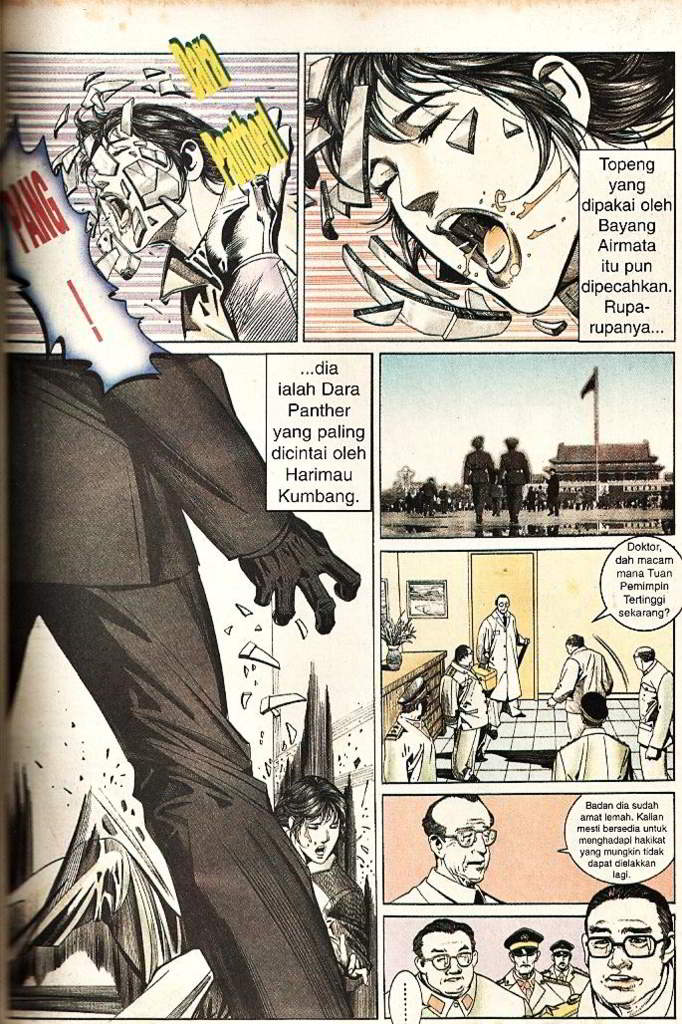 Dara
Panther!
PANG
!
Topeng
yang
dipakai oleh
Bayang
Airmata
itu pun
dipecahkan.
Rupa-
rupanya...
...dia
ialah Dara
Panther
yang paling
dicintai oleh
Harimau
Kumbang.
Doktor,
dah macam
mana Tuan
Pemimpin
Tertinggi
sekarang?
Badan dia sudah
amat lemah. Kalian
mesti bersedia untuk
menghadapi hakikat
yang mungkin tidak
dapat dielakkan
lagi.
......